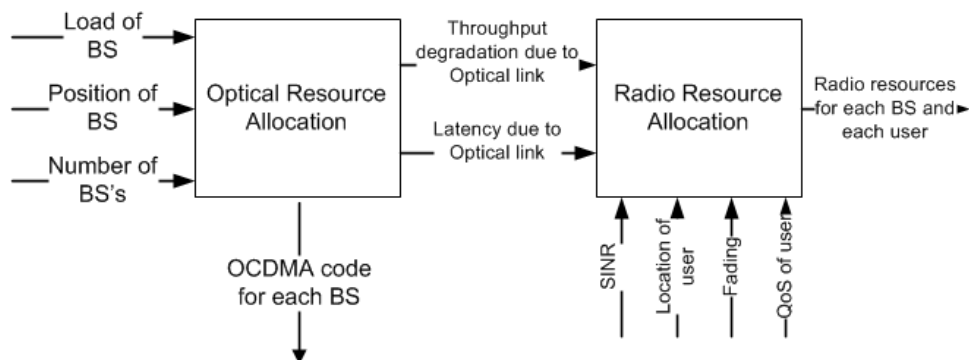 Load of
BS
Position of
BS
Number of
BS's
Optical Resource
Allocation
OCDMA code
for each BS
Throughput
degradation due to
Optical link
Latency due to
Optical link
Radio Resource
Allocation
SINR
Location of
user
Fading
QoS of user
Radio resources
for each BS and
each user